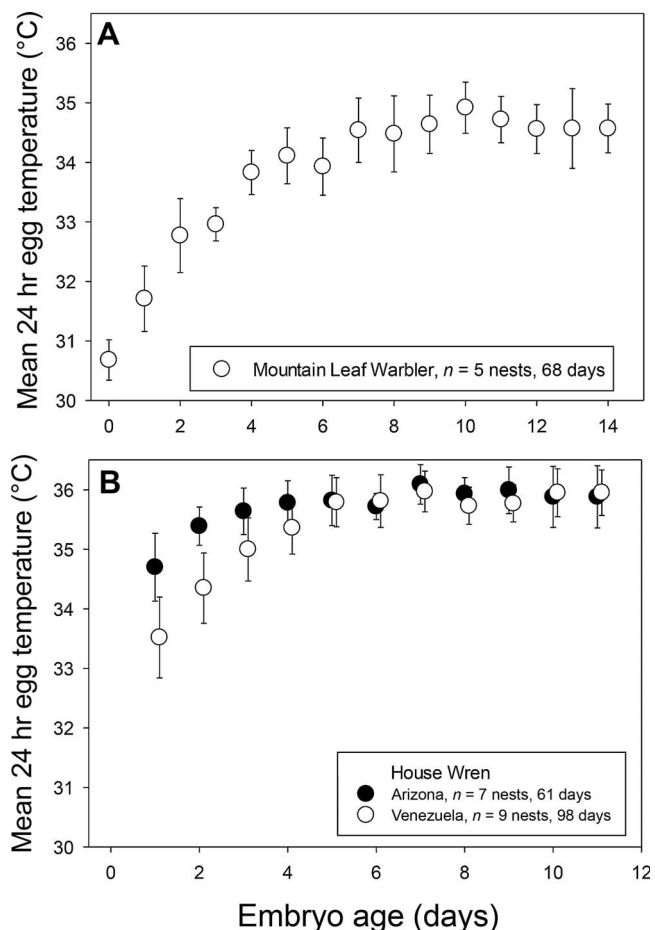 A
Mean 24 hr egg temperature (°C)
36
35
34
33
32
31
30
Mountain Leaf Warbler, n = 5 nests, 68 days
0 2 4 6 8 10 12 14
B
Mean 24 hr egg temperature (°C)
36
35
34
33
32
31
30
House Wren
Arizona, n = 7 nests, 61 days
Venezuela, n = 9 nests, 98 days
0 2 4 6 8 10 12
Embryo age (days)